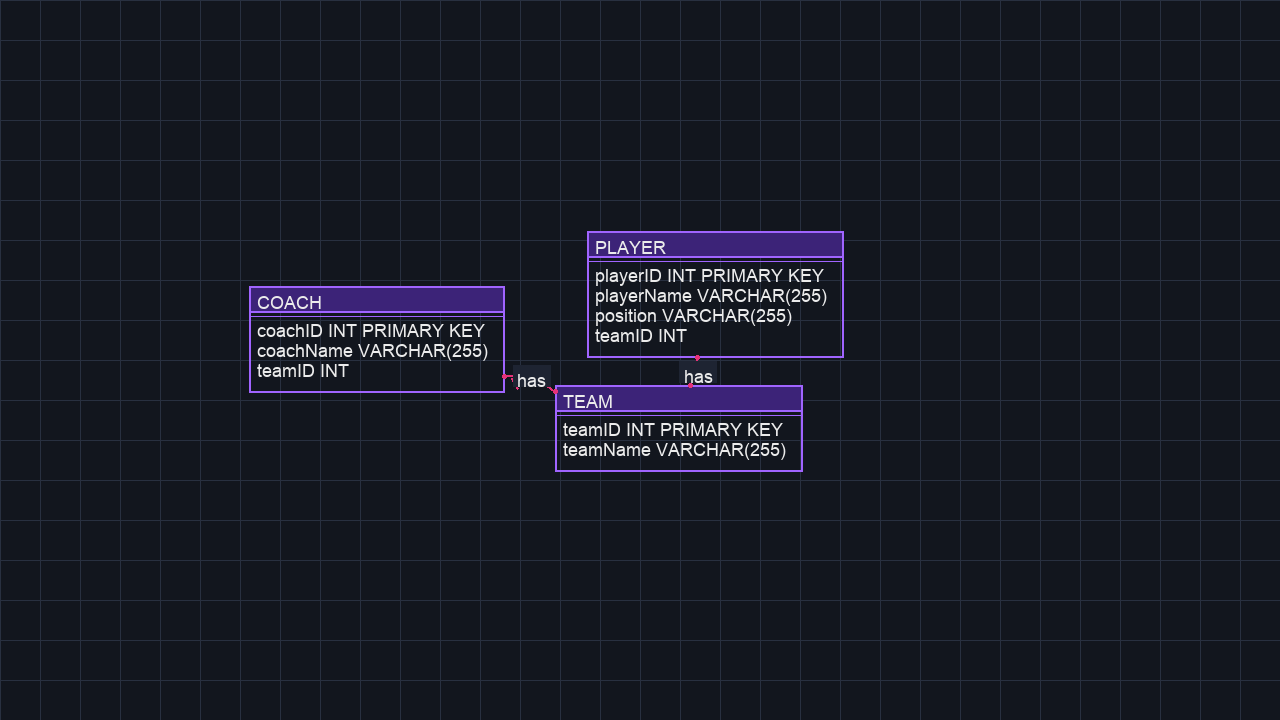 PLAYER
playerID INT PRIMARY KEY
playerName VARCHAR(255)
position VARCHAR(255)
teamID INT
COACH
coachID INT PRIMARY KEY
coachName VARCHAR(255)
teamID INT
has
has
TEAM
teamID INT PRIMARY KEY
teamName VARCHAR(255)